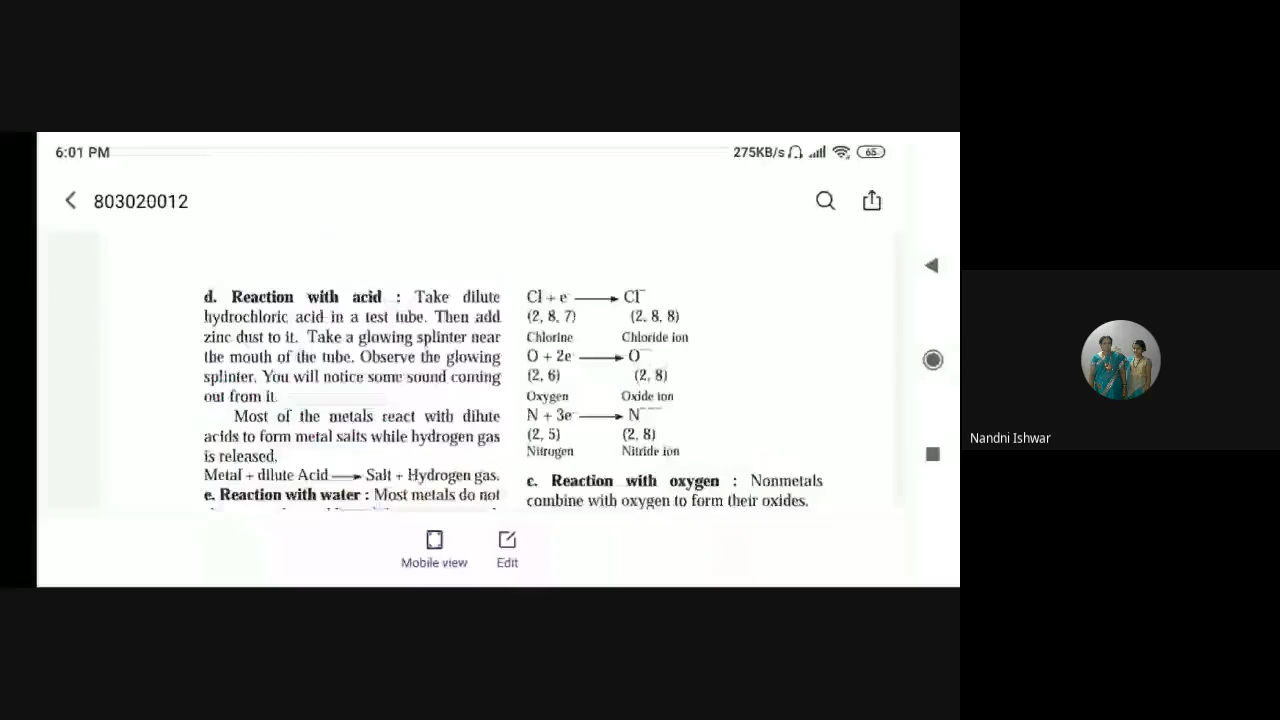 6:01 PM
275KB/s
65
803020012
d. Reaction with acid : Take dilute
hydrochloric acid in a test tube. Then add
zinc dust to it. Take a glowing splinter near
the mouth of the tube. Observe the glowing
splinter. You will notice some sound coming
out from it.
Most of the metals react with dilute
acids to form metal salts while hydrogen gas
is released.
Metal + dilute Acid ⟶ Salt + Hydrogen gas.
e. Reaction with water : Most metals do not
Cl + e⁻ ⟶ Cl⁻
(2, 8, 7) (2, 8, 8)
Chlorine Chloride ion
O + 2e⁻ ⟶ O⁻⁻
(2, 6) (2, 8)
Oxygen Oxide ion
N + 3e⁻ ⟶ N⁻⁻⁻
(2, 5) (2, 8)
Nitrogen Nitride ion
c. Reaction with oxygen : Nonmetals
combine with oxygen to form their oxides.
Mobile view
Edit
Nandni Ishwar